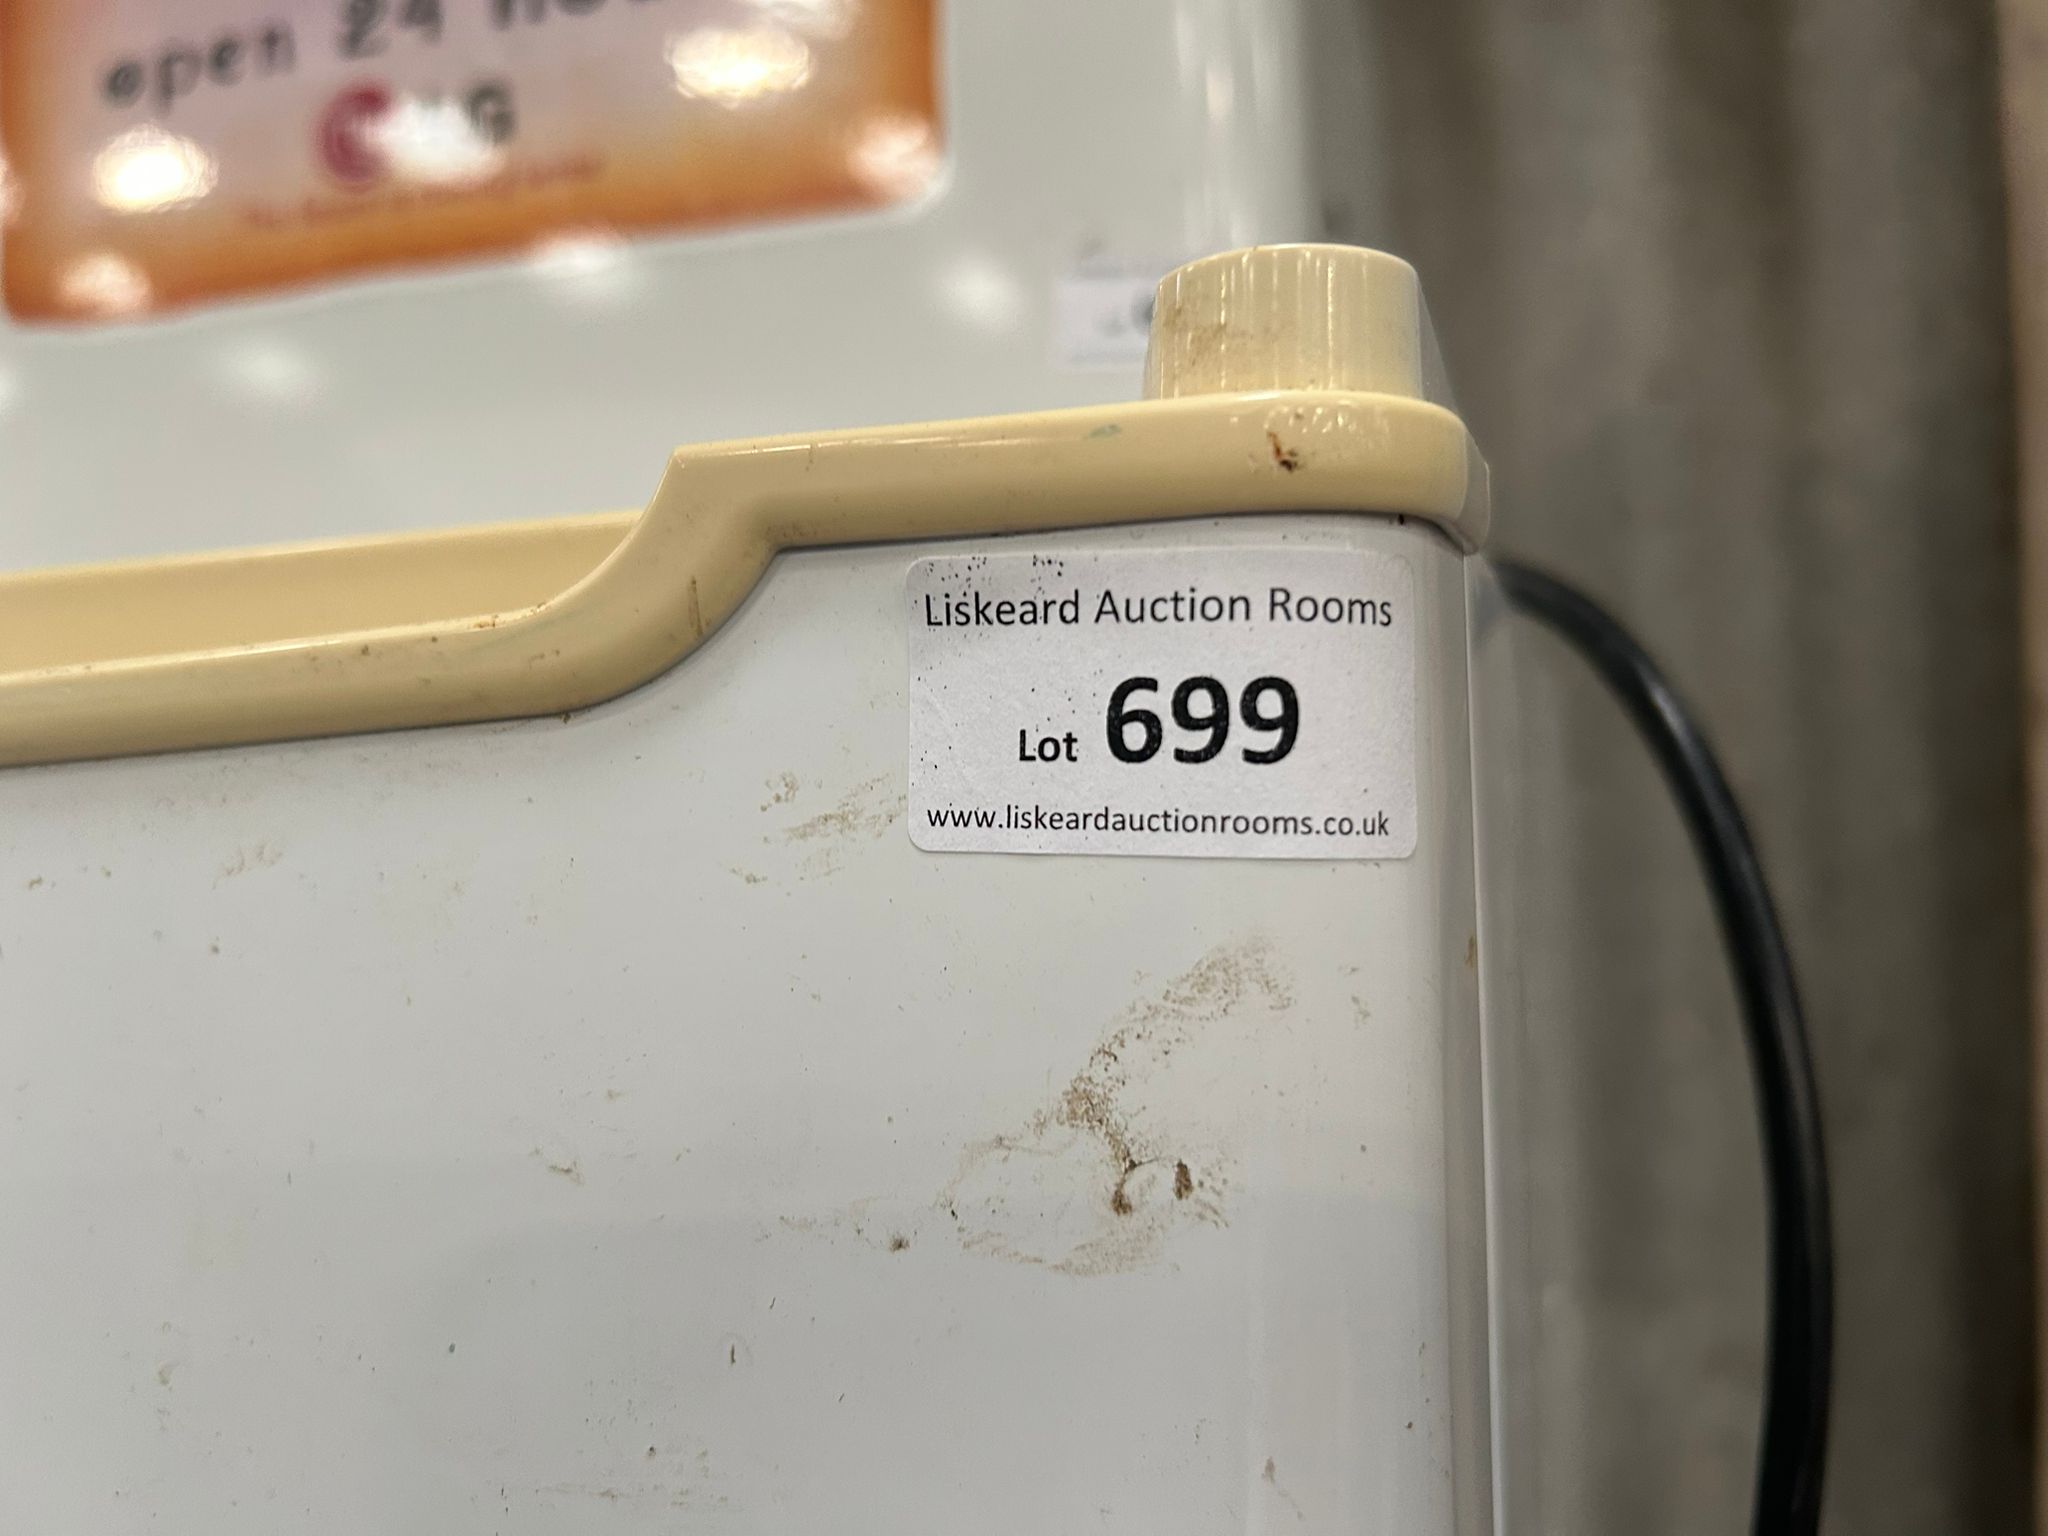 open 24
Liskeard Auction Rooms
Lot 699
www.liskeardauctionrooms.co.uk